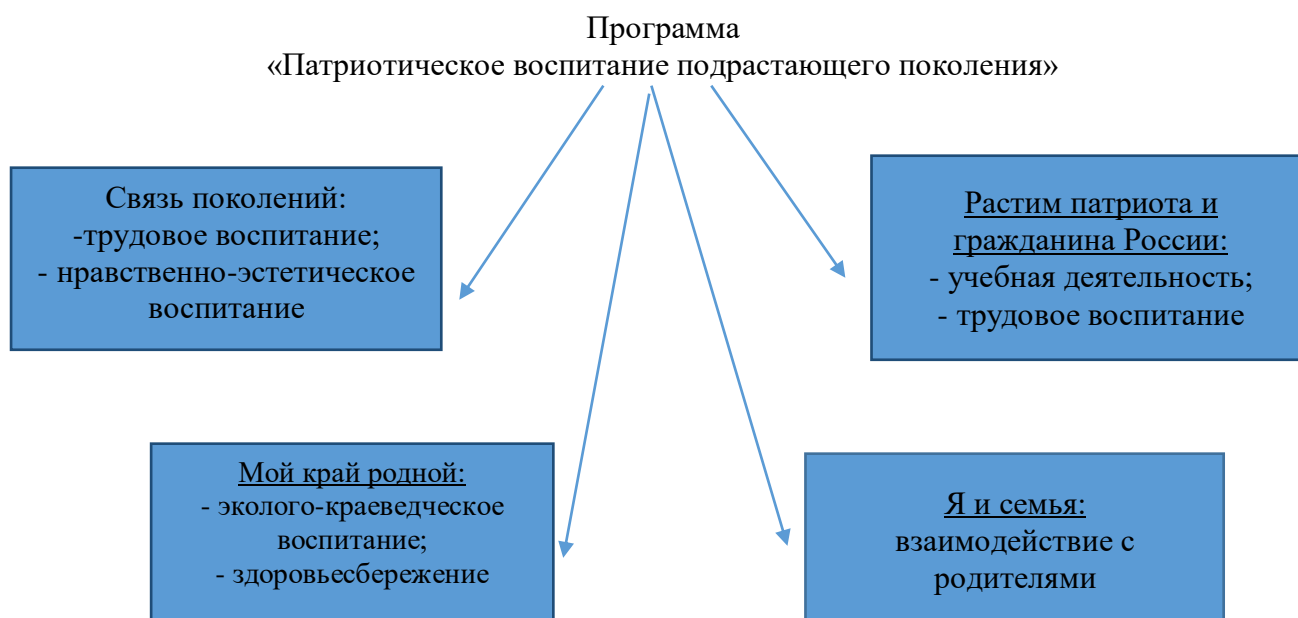 Программа
«Патриотическое воспитание подрастающего поколения»
Связь поколений:
-трудовое воспитание;
- нравственно-эстетическое
воспитание
Растим патриота и
гражданина России:
- учебная деятельность;
- трудовое воспитание
Мой край родной:
- эколого-краеведческое
воспитание;
- здоровьесбережение
Я и семья:
взаимодействие с
родителями